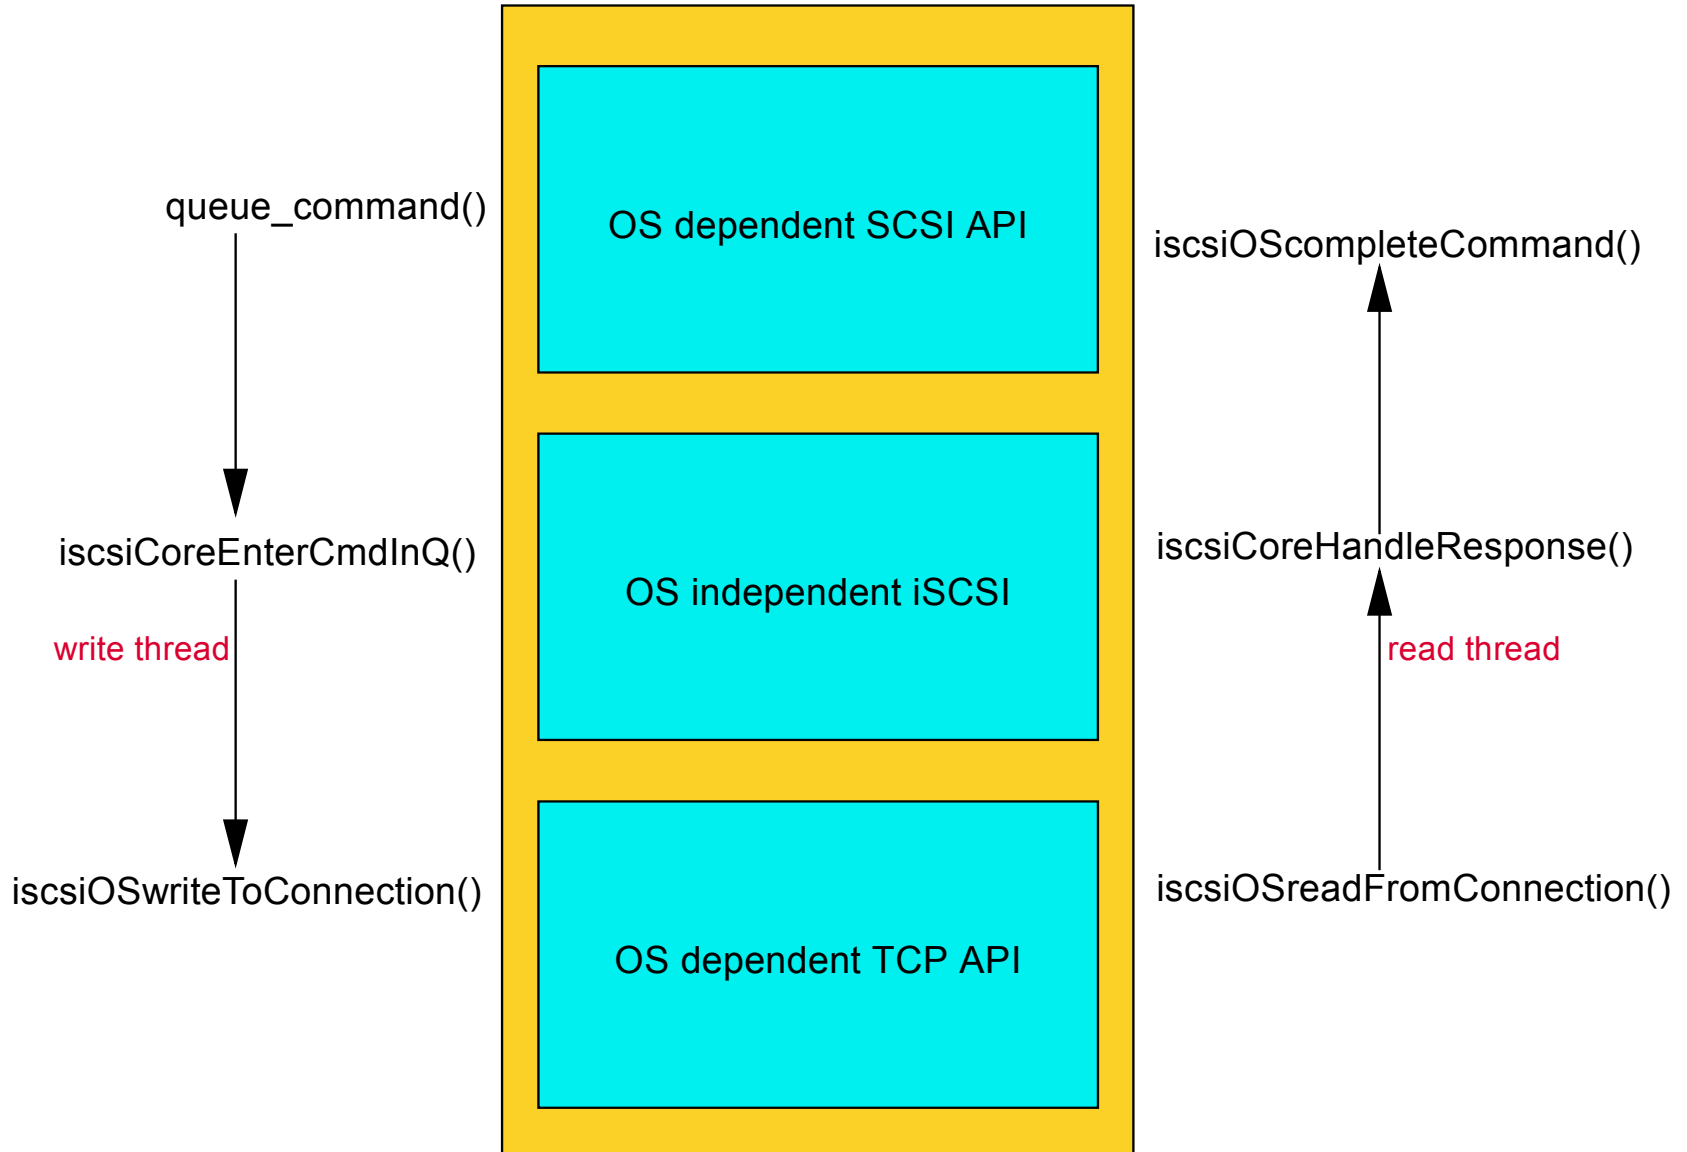 queue_command()
OS dependent SCSI API
iscsiOScompleteCommand()
iscsiCoreEnterCmdInQ()
OS independent iSCSI
iscsiCoreHandleResponse()
write thread
read thread
iscsiOSwriteToConnection()
OS dependent TCP API
iscsiOSreadFromConnection()